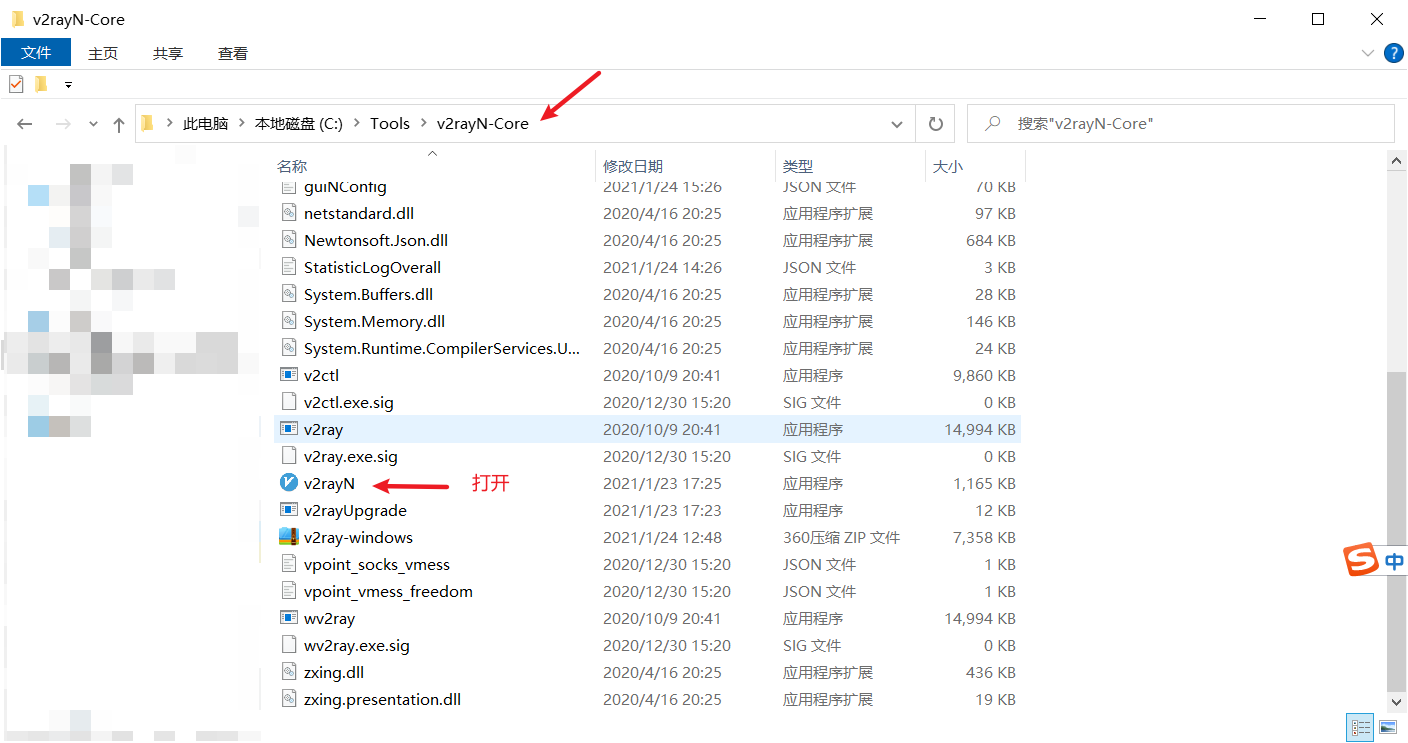 v2rayN-Core
文件 主页 共享 查看
此电脑 本地磁盘 (C:) Tools v2rayN-Core 搜索"v2rayN-Core"
名称 修改日期 类型 大小
guiNConfig 2021/1/24 15:26 JSON 文件 70 KB
netstandard.dll 2020/4/16 20:25 应用程序扩展 97 KB
Newtonsoft.Json.dll 2020/4/16 20:25 应用程序扩展 684 KB
StatisticLogOverall 2021/1/24 14:26 JSON 文件 3 KB
System.Buffers.dll 2020/4/16 20:25 应用程序扩展 28 KB
System.Memory.dll 2020/4/16 20:25 应用程序扩展 146 KB
System.Runtime.CompilerServices.U... 2020/4/16 20:25 应用程序扩展 24 KB
v2ctl 2020/10/9 20:41 应用程序 9,860 KB
v2ctl.exe.sig 2020/12/30 15:20 SIG 文件 0 KB
v2ray 2020/10/9 20:41 应用程序 14,994 KB
v2ray.exe.sig 2020/12/30 15:20 SIG 文件 0 KB
v2rayN 打开 2021/1/23 17:25 应用程序 1,165 KB
v2rayUpgrade 2021/1/23 17:23 应用程序 12 KB
v2ray-windows 2021/1/24 12:48 360压缩 ZIP 文件 7,358 KB
vpoint_socks_vmess 2020/12/30 15:20 JSON 文件 1 KB
vpoint_vmess_freedom 2020/12/30 15:20 JSON 文件 1 KB
wv2ray 2020/10/9 20:41 应用程序 14,994 KB
wv2ray.exe.sig 2020/12/30 15:20 SIG 文件 0 KB
zxing.dll 2020/4/16 20:25 应用程序扩展 436 KB
zxing.presentation.dll 2020/4/16 20:25 应用程序扩展 19 KB
中